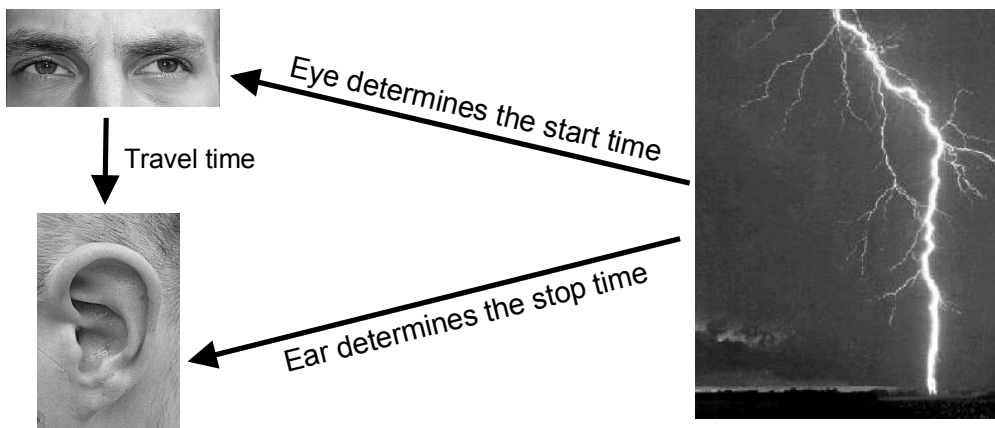 Eye determines the start time
Travel time
Ear determines the stop time